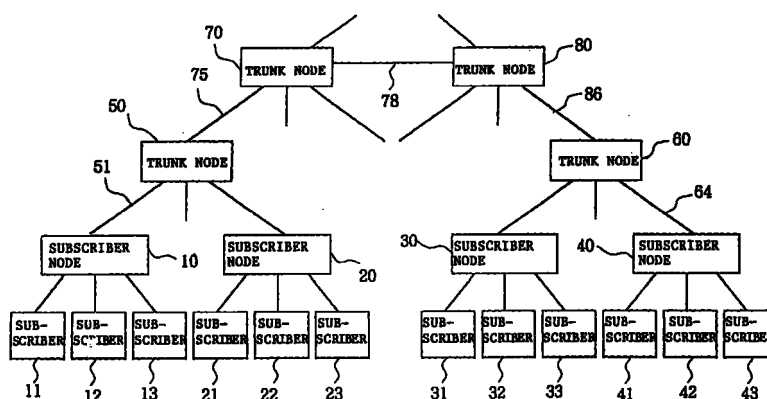 70
TRUNK NODE
TRUNK NODE
80
75
78
86
50
TRUNK NODE
TRUNK NODE
60
51
64
SUBSCRIBER
NODE
10
SUBSCRIBER
NODE
20
30
SUBSCRIBER
NODE
40
SUBSCRIBER
NODE
SUB-
SCRIBER
SUB-
SCRIBER
SUB-
SCRIBER
SUB-
SCRIBER
SUB-
SCRIBER
SUB-
SCRIBER
SUB-
SCRIBER
SUB-
SCRIBER
SUB-
SCRIBER
SUB-
SCRIBER
SUB-
SCRIBER
SUB-
SCRIBER
11
12
13
21
22
23
31
32
33
41
42
43